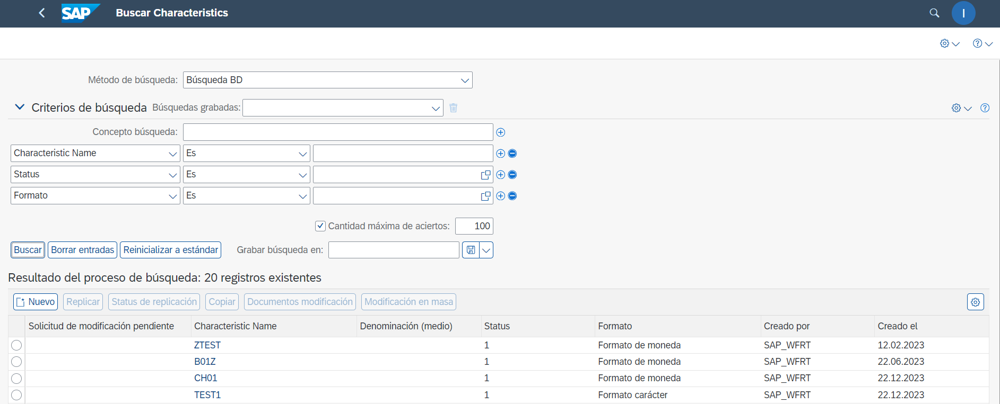 SAP Buscar Characteristics I
Método de búsqueda: Búsqueda BD
Criterios de búsqueda Búsquedas grabadas:
Concepto búsqueda:
Characteristic Name Es
Status Es
Formato Es
Cantidad máxima de aciertos: 100
Buscar Borrar entradas Reinicializar a estándar Grabar búsqueda en:
Resultado del proceso de búsqueda: 20 registros existentes
Nuevo Replicar Status de replicación Copiar Documentos modificación Modificación en masa
Solicitud de modificación pendiente Characteristic Name Denominación (medio) Status Formato Creado por Creado el
ZTEST 1 Formato de moneda SAP_WFRT 12.02.2023
B01Z 1 Formato de moneda SAP_WFRT 22.06.2023
CH01 1 Formato de moneda SAP_WFRT 22.12.2023
TEST1 1 Formato carácter SAP_WFRT 22.12.2023